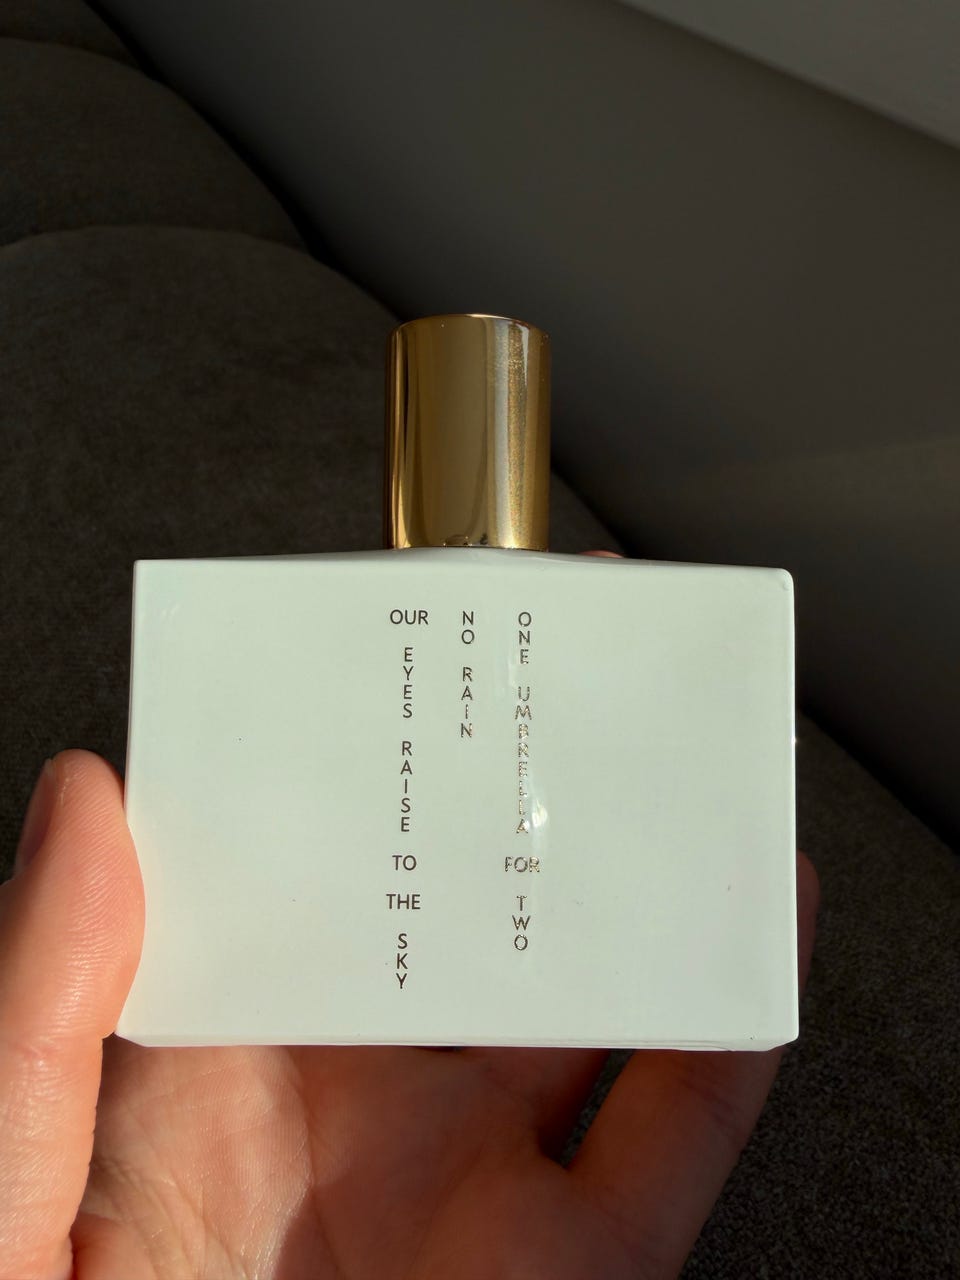 OUR EYES RAISE TO THE SKY
NO RAIN
ONE UMBRELLA FOR TWO